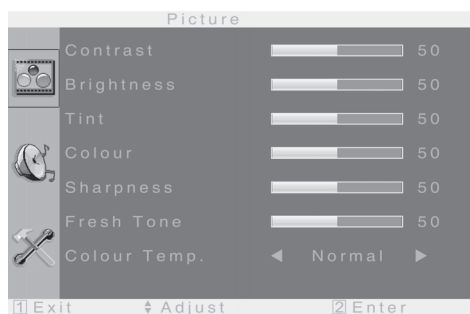 Picture
Contrast 50
Brightness 50
Tint 50
Colour 50
Sharpness 50
Fresh Tone 50
Colour Temp. ◀ Normal ▶
1 Exit ▲▼ Adjust 2 Enter